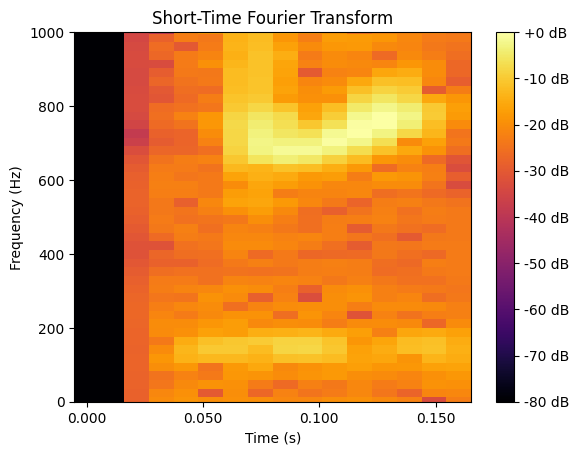 Short-Time Fourier Transform
1000
800
600
400
200
0
Frequency (Hz)
0.000
0.050
0.100
0.150
Time (s)
+0 dB
-10 dB
-20 dB
-30 dB
-40 dB
-50 dB
-60 dB
-70 dB
-80 dB